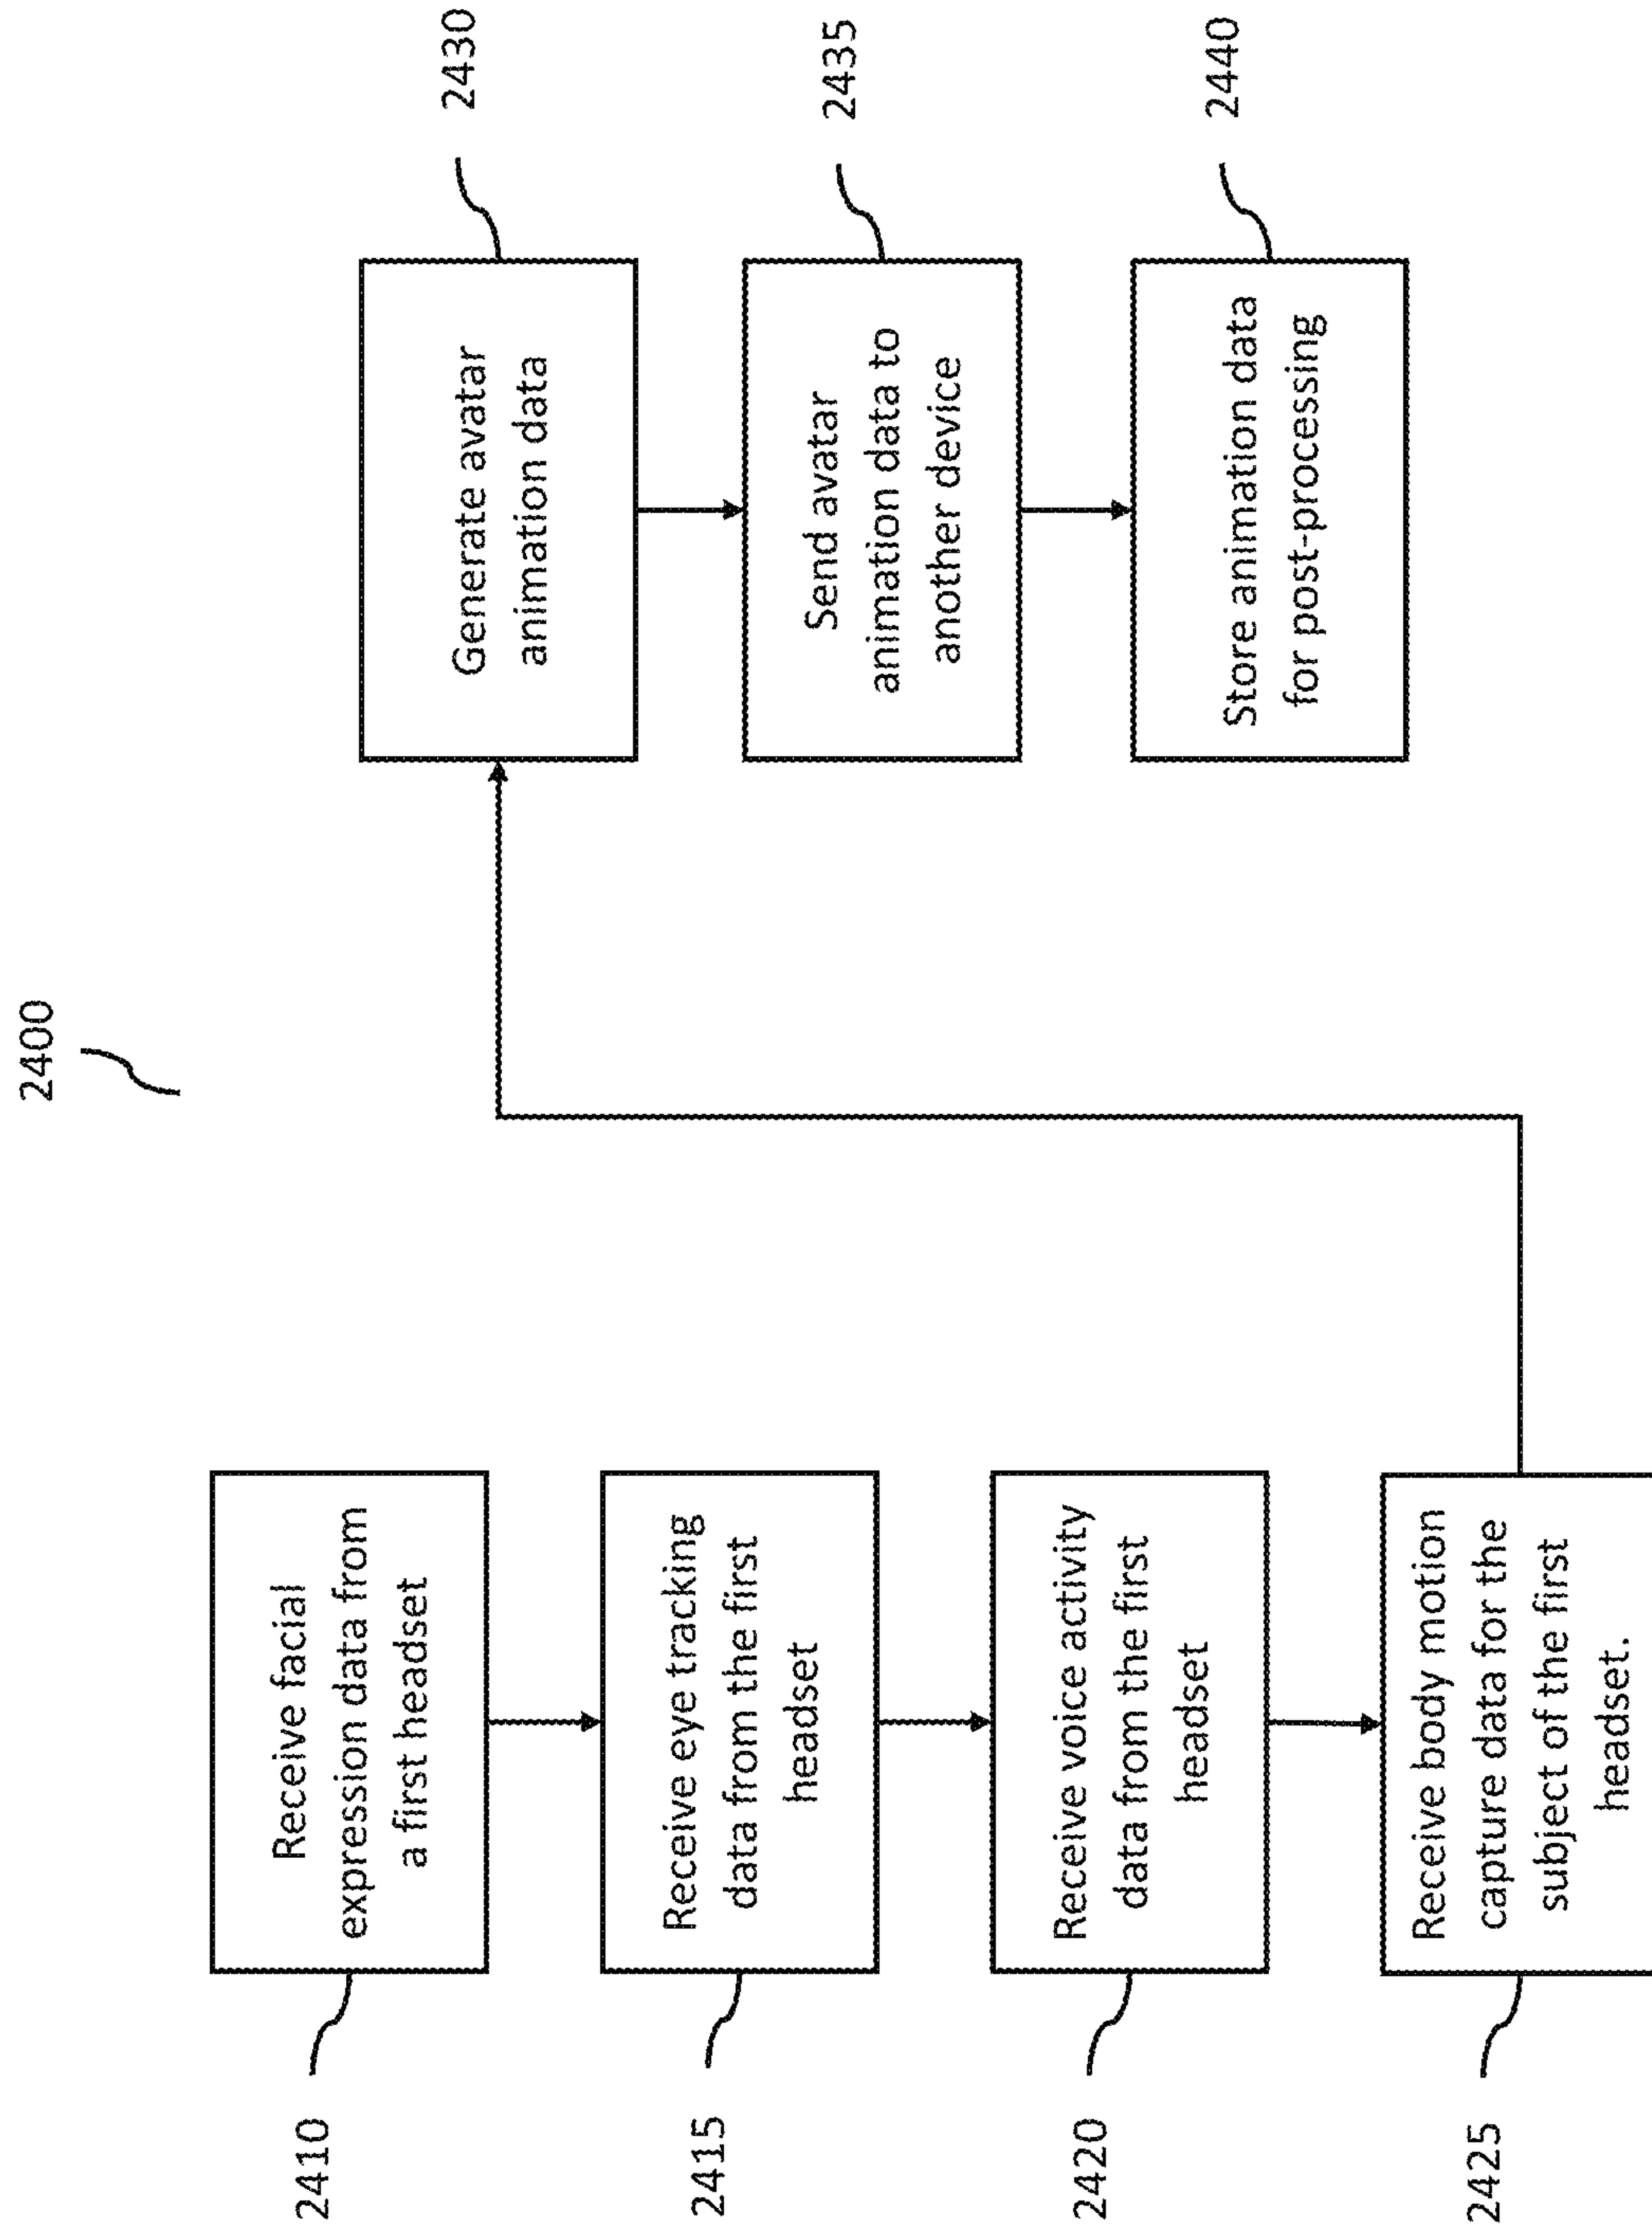 2400
2410
Receive facial
expression data from
a first headset
2415
Receive eye tracking
data from the first
headset
2420
Receive voice activity
data from the first
headset
2425
Receive body motion
capture data for the
subject of the first
headset.
Generate avatar
animation data
2430
Send avatar
animation data to
another device
2435
Store animation data
for post-processing
2440